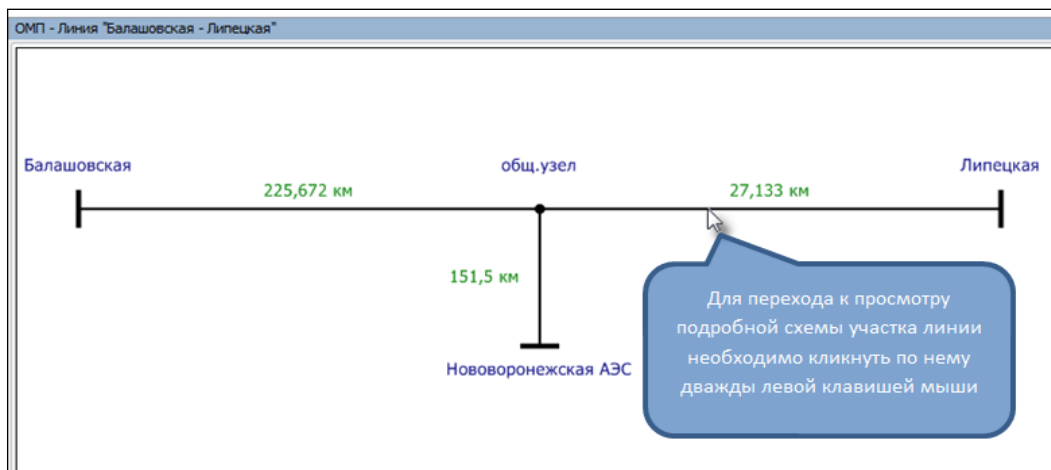 ОМП - Линия "Балашовская - Липецкая"
Балашовская
общ.узел
Липецкая
225,672 км
27,133 км
151,5 км
Нововоронежская АЭС
Для перехода к просмотру
подробной схемы участка линии
необходимо кликнуть по нему
дважды левой клавишей мыши